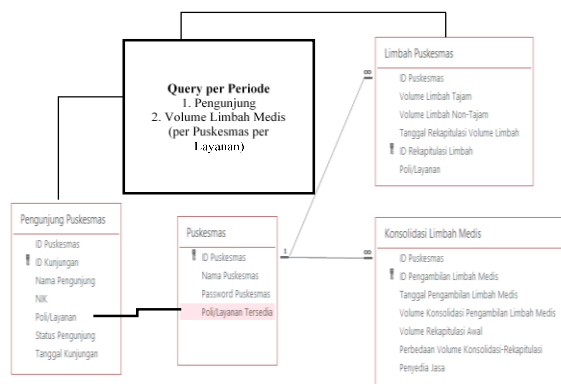 Query per Periode
1. Pengunjung
2. Volume Limbah Medis
(per Puskesmas per
Layanan)
Limbah Puskesmas
ID Puskesmas
Volume Limbah Tajam
Volume Limbah Non-Tajam
Tanggal Rekapitulasi Volume Limbah
ID Rekapitulasi Limbah
Poli/Layanan
Pengunjung Puskesmas
ID Puskesmas
ID Kunjungan
Nama Pengunjung
NIK
Poli/Layanan
Status Pengunjung
Tanggal Kunjungan
Puskesmas
ID Puskesmas
Nama Puskesmas
Password Puskesmas
Poli/Layanan Tersedia
1
∞
∞
Konsolidasi Limbah Medis
ID Puskesmas
ID Pengambilan Limbah Medis
Tanggal Pengambilan Limbah Medis
Volume Konsolidasi Pengambilan Limbah Medis
Volume Rekapitulasi Awal
Perbedaan Volume Konsolidasi-Rekapitulasi
Penyedia Jasa